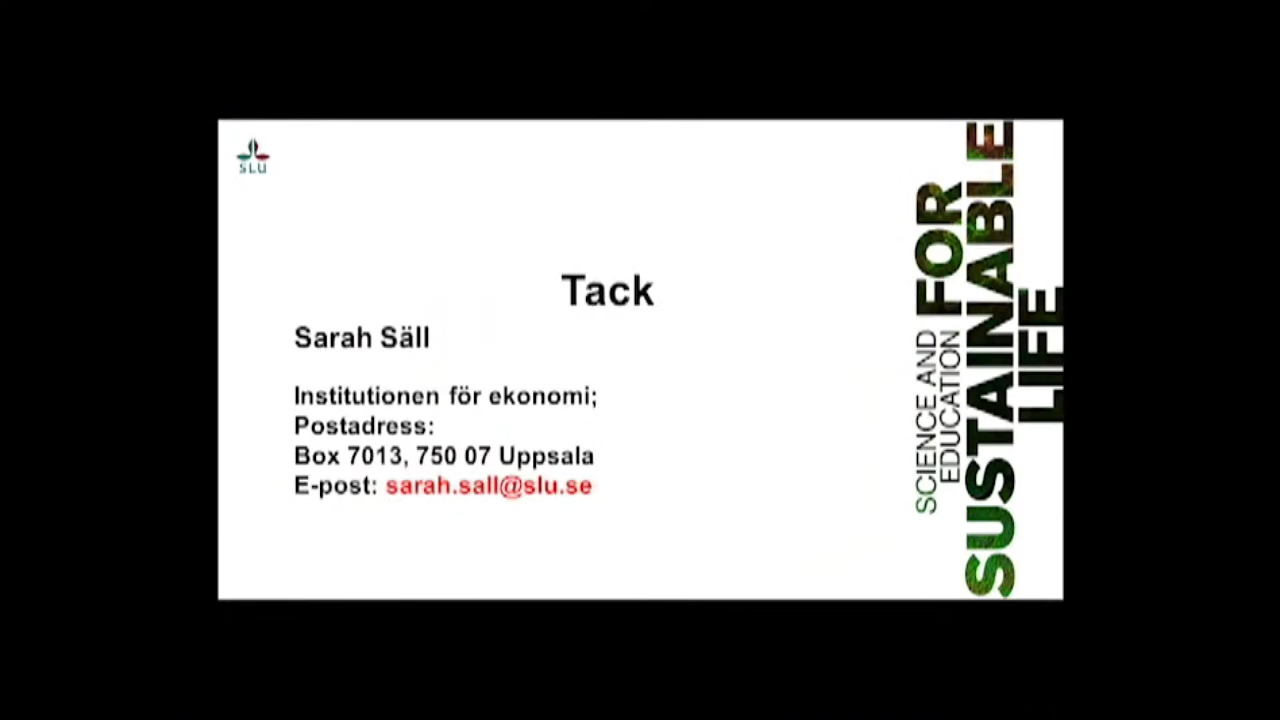 SLU
Tack
Sarah Säll
Institutionen för ekonomi;
Postadress:
Box 7013, 750 07 Uppsala
E-post: sarah.sall@slu.se
SCIENCE AND
EDUCATION FOR
SUSTAINABLE
LIFE